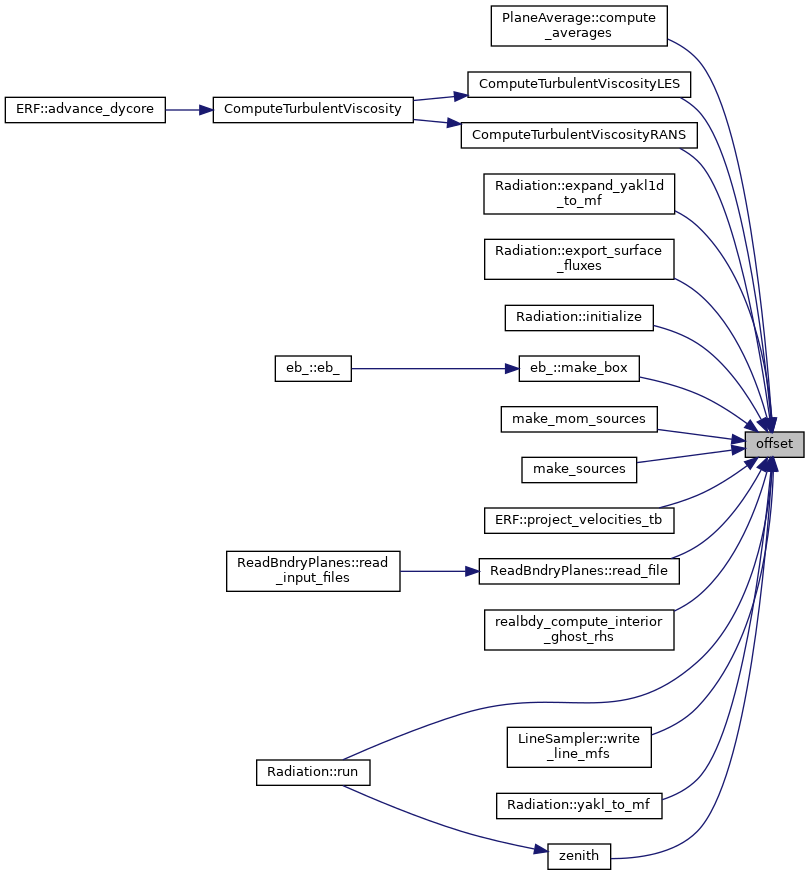 PlaneAverage::compute
_averages
ComputeTurbulentViscosityLES
ERF::advance_dycore
ComputeTurbulentViscosity
ComputeTurbulentViscosityRANS
Radiation::expand_yakl1d
_to_mf
Radiation::export_surface
_fluxes
Radiation::initialize
eb_::eb_
eb_::make_box
make_mom_sources
offset
make_sources
ERF::project_velocities_tb
ReadBndryPlanes::read
_input_files
ReadBndryPlanes::read_file
realbdy_compute_interior
_ghost_rhs
LineSampler::write
_line_mfs
Radiation::run
Radiation::yakl_to_mf
zenith